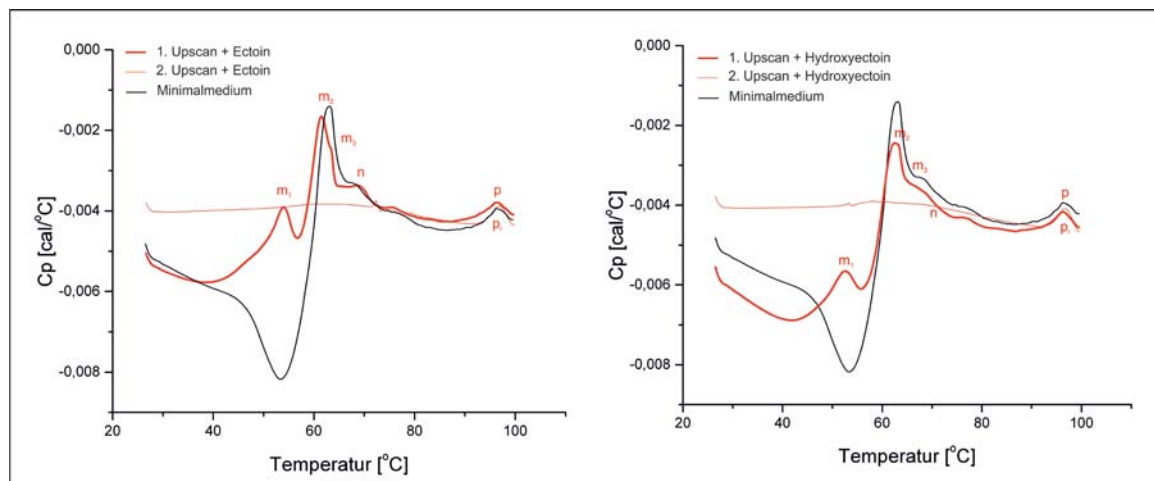 0,000
1. Upscan + Ectoin
2. Upscan + Ectoin
Minimalmedium
-0,002
-0,004
-0,006
-0,008
Cp [cal/°C]
m₁
m₂
m₃
n
p
pᵣ
20 40 60 80 100
Temperatur [°C]
0,000
1. Upscan + Hydroxyectoin
2. Upscan + Hydroxyectoin
Minimalmedium
-0,002
-0,004
-0,006
-0,008
Cp [cal/°C]
m₁
m₂
m₃
n
p
pᵣ
20 40 60 80 100
Temperatur [°C]